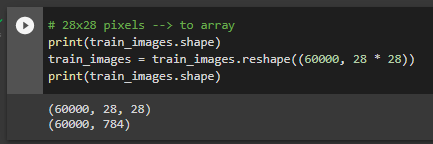 # 28x28 pixels --> to array
print(train_images.shape)
train_images = train_images.reshape((60000, 28 * 28))
print(train_images.shape)
(60000, 28, 28)
(60000, 784)